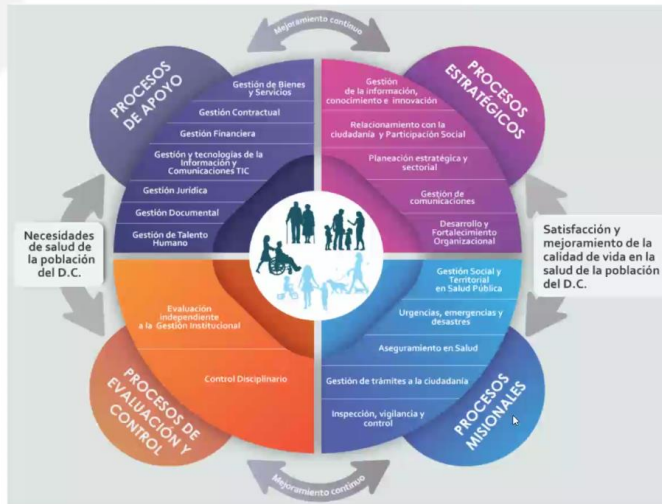 Mejoramiento continuo
PROCESOS
DE APOYO
Gestión de Bienes
y Servicios
Gestión Contractual
Gestión Financiera
Gestión y tecnologías de la
Información y
Comunicaciones TIC
Gestión Jurídica
Gestión Documental
Gestión de Talento
Humano
PROCESOS
ESTRATÉGICOS
Gestión
de la información,
conocimiento e innovación
Relacionamiento con la
ciudadanía y Participación Social
Planeación estratégica y
sectorial
Gestión de
comunicaciones
Desarrollo y
Fortalecimiento
Organizacional
Necesidades
de salud de
la población
del D.C.
Satisfacción y
mejoramiento de la
calidad de vida en la
salud de la población
del D.C.
Evaluación
independiente
a la Gestión Institucional
Control Disciplinario
PROCESOS DE
EVALUACIÓN Y
CONTROL
Gestión Social y
Territorial
en Salud Pública
Urgencias, emergencias y
desastres
Aseguramiento en Salud
Gestión de trámites a la ciudadanía
Inspección, vigilancia y
control
PROCESOS
MISIONALES
Mejoramiento continuo